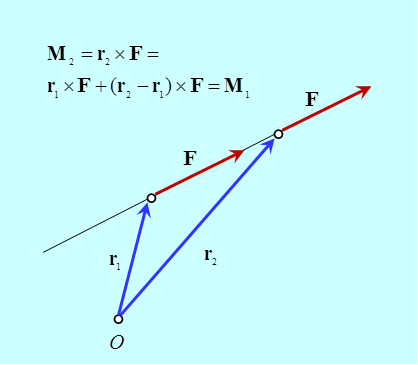 M₂ = r₂ × F =
r₁ × F + (r₂ − r₁) × F = M₁
F
F
r₁
r₂
O